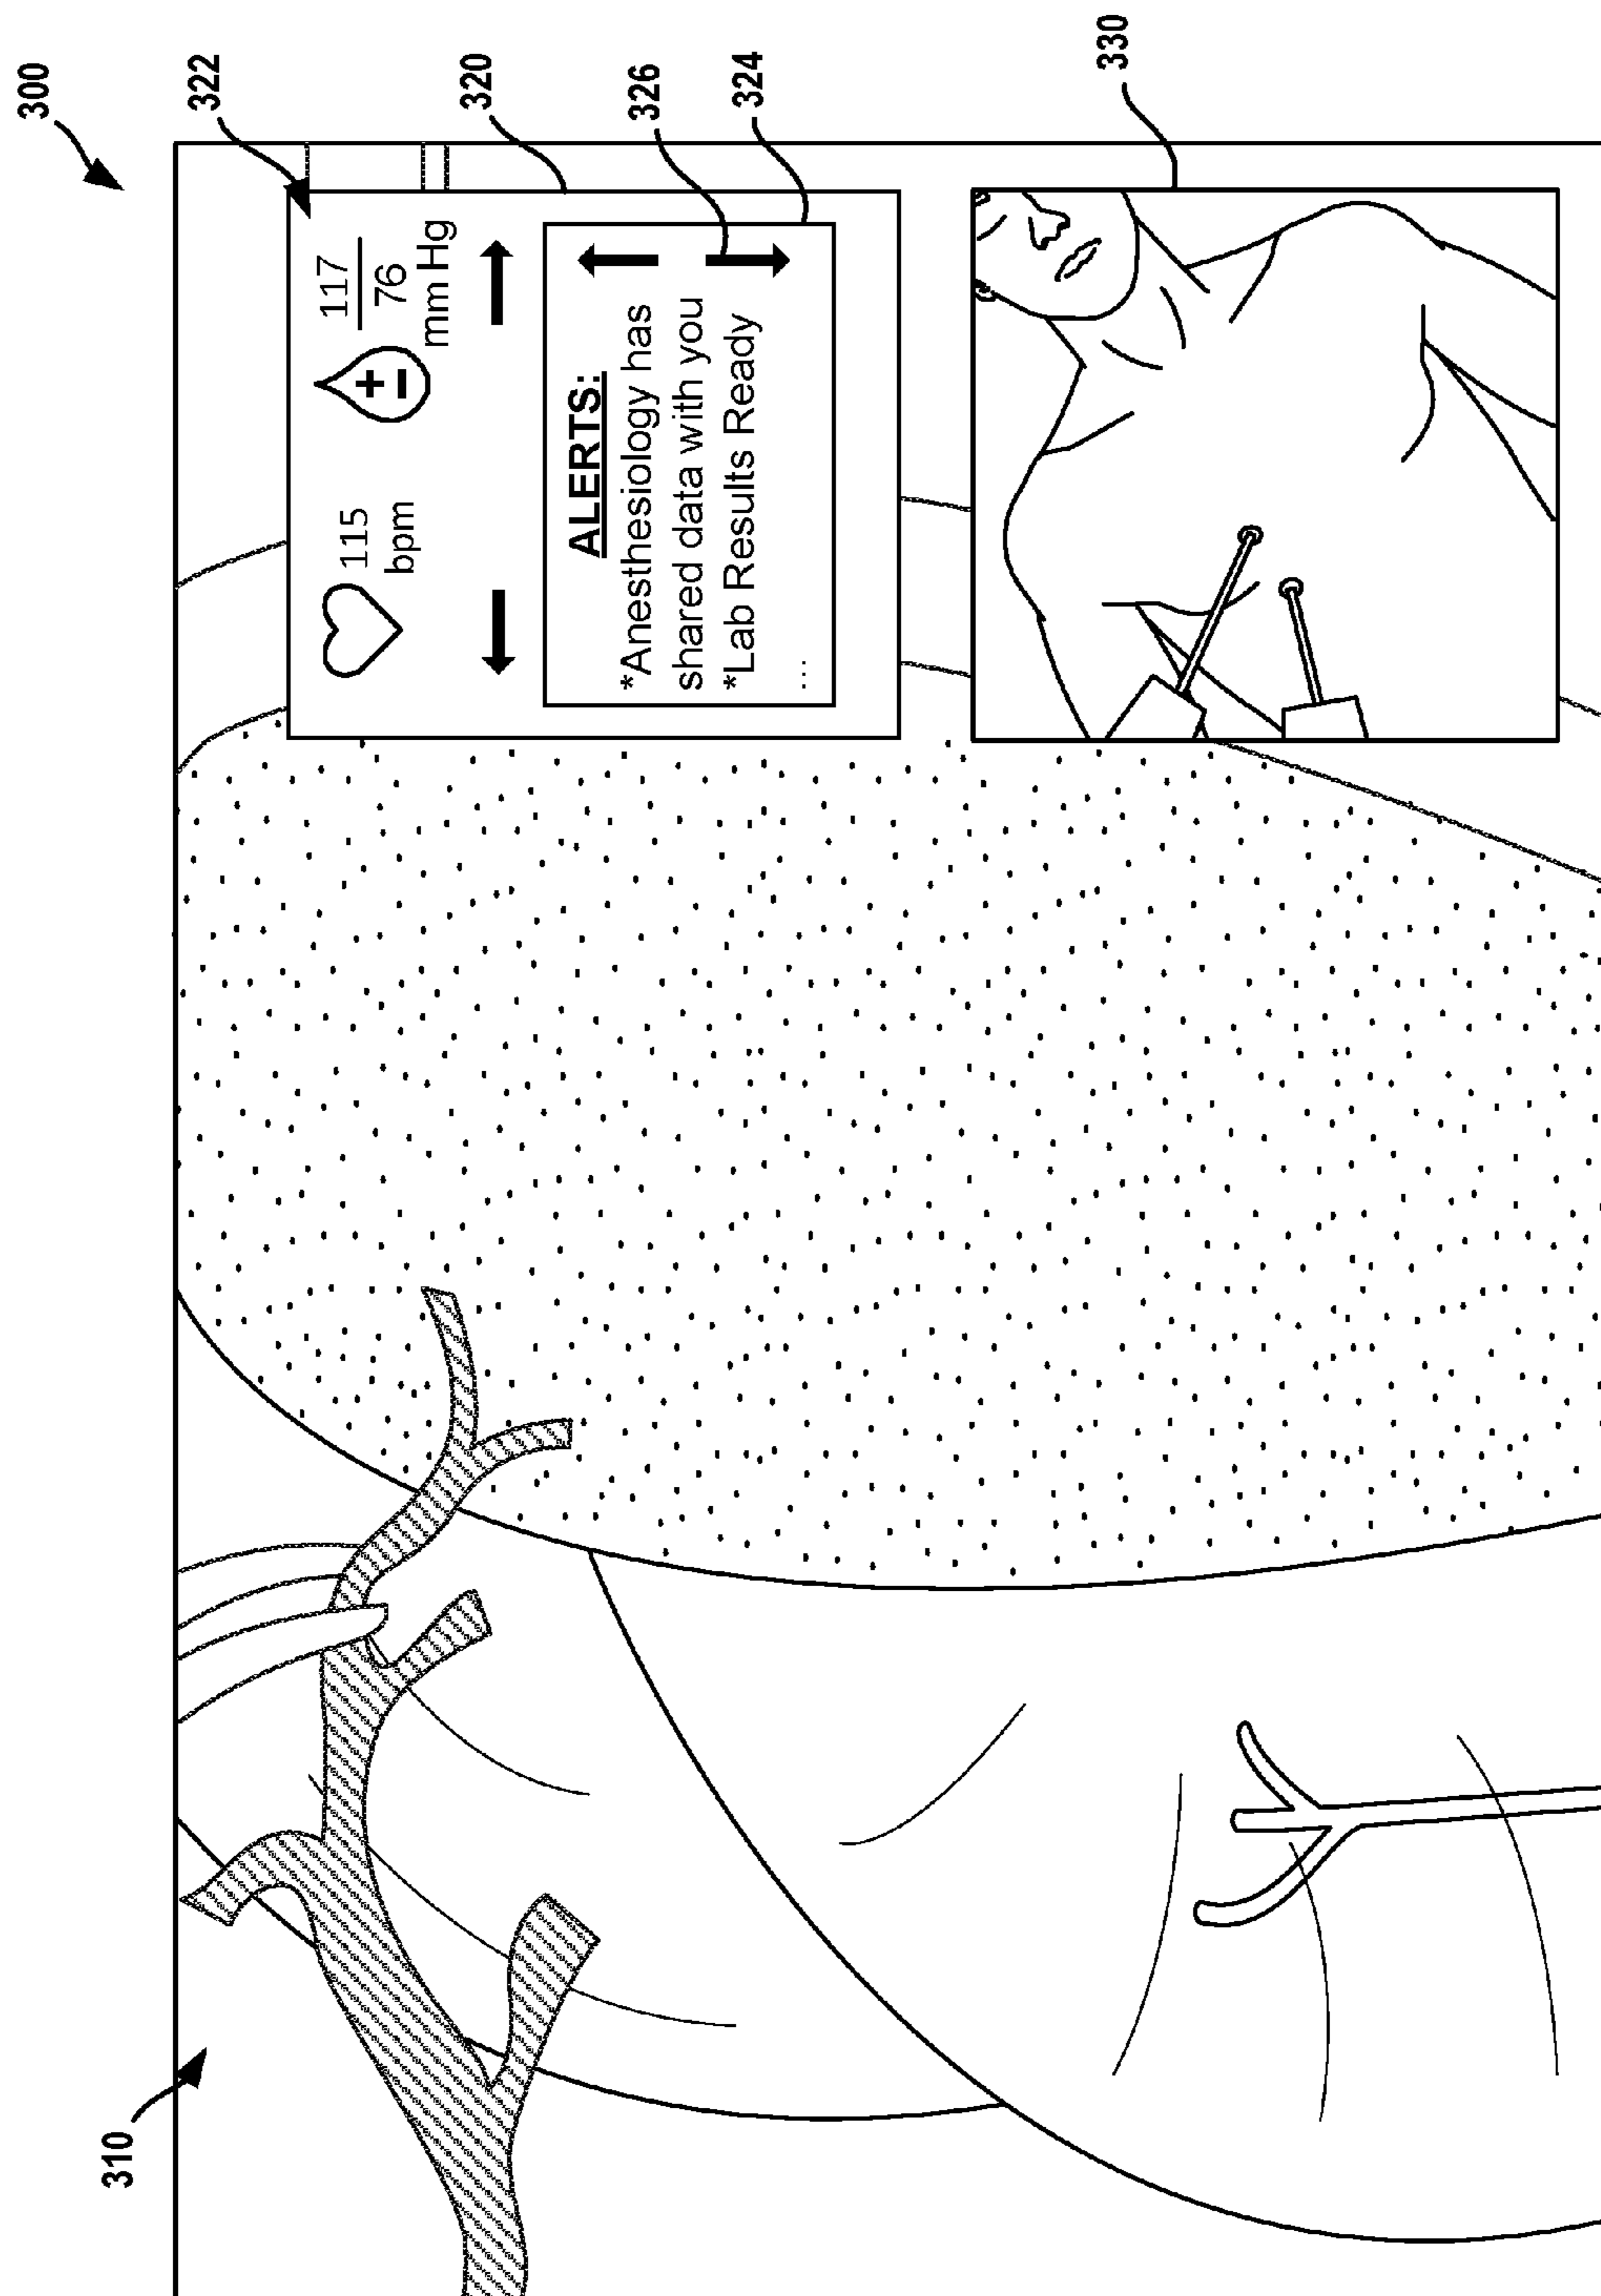 300
310
322
115
bpm
117
76
mm Hg
320
ALERTS:
*Anesthesiology has
shared data with you
*Lab Results Ready
...
326
324
330